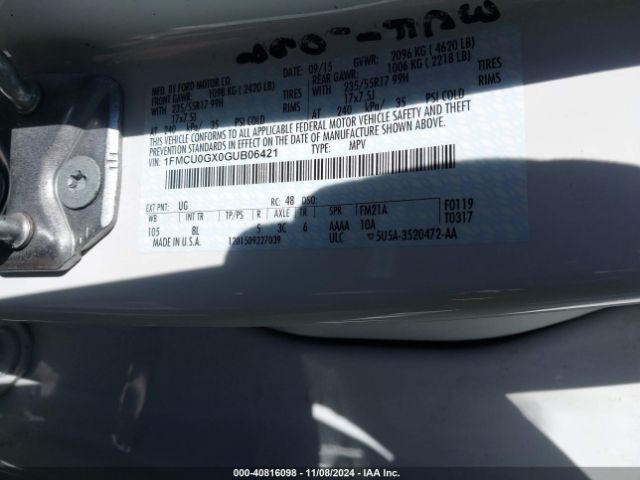 MFD. BY FORD MOTOR CO.
DATE: 09/15 GVWR: 2096 KG ( 4620 LB)
FRONT GAWR: 1098 KG ( 2420 LB) REAR GAWR: 1006 KG ( 2218 LB)
WITH 235/55R17 99H TIRES WITH 235/55R17 99H TIRES
17x7.5J RIMS 17x7.5J RIMS
AT 240 kPa/ 35 PSI COLD AT 240 kPa/ 35 PSI COLD
THIS VEHICLE CONFORMS TO ALL APPLICABLE FEDERAL MOTOR VEHICLE SAFETY AND THEFT
PREVENTION STANDARDS IN EFFECT ON THE DATE OF MANUFACTURE SHOWN ABOVE.
VIN: 1FMCU0GX0GUB06421 TYPE: MPV
EXT PNT: UG RC: 48 DSO: FM21A F0119
WB INT TR TP/PS R AXLE TR SPR 10A T0317
105 8L 5 3C 6 AAAA
MADE IN U.S.A. 1201509227039 ULC 5U5A-3520472-AA
000-40816098 - 11/08/2024 - IAA Inc.